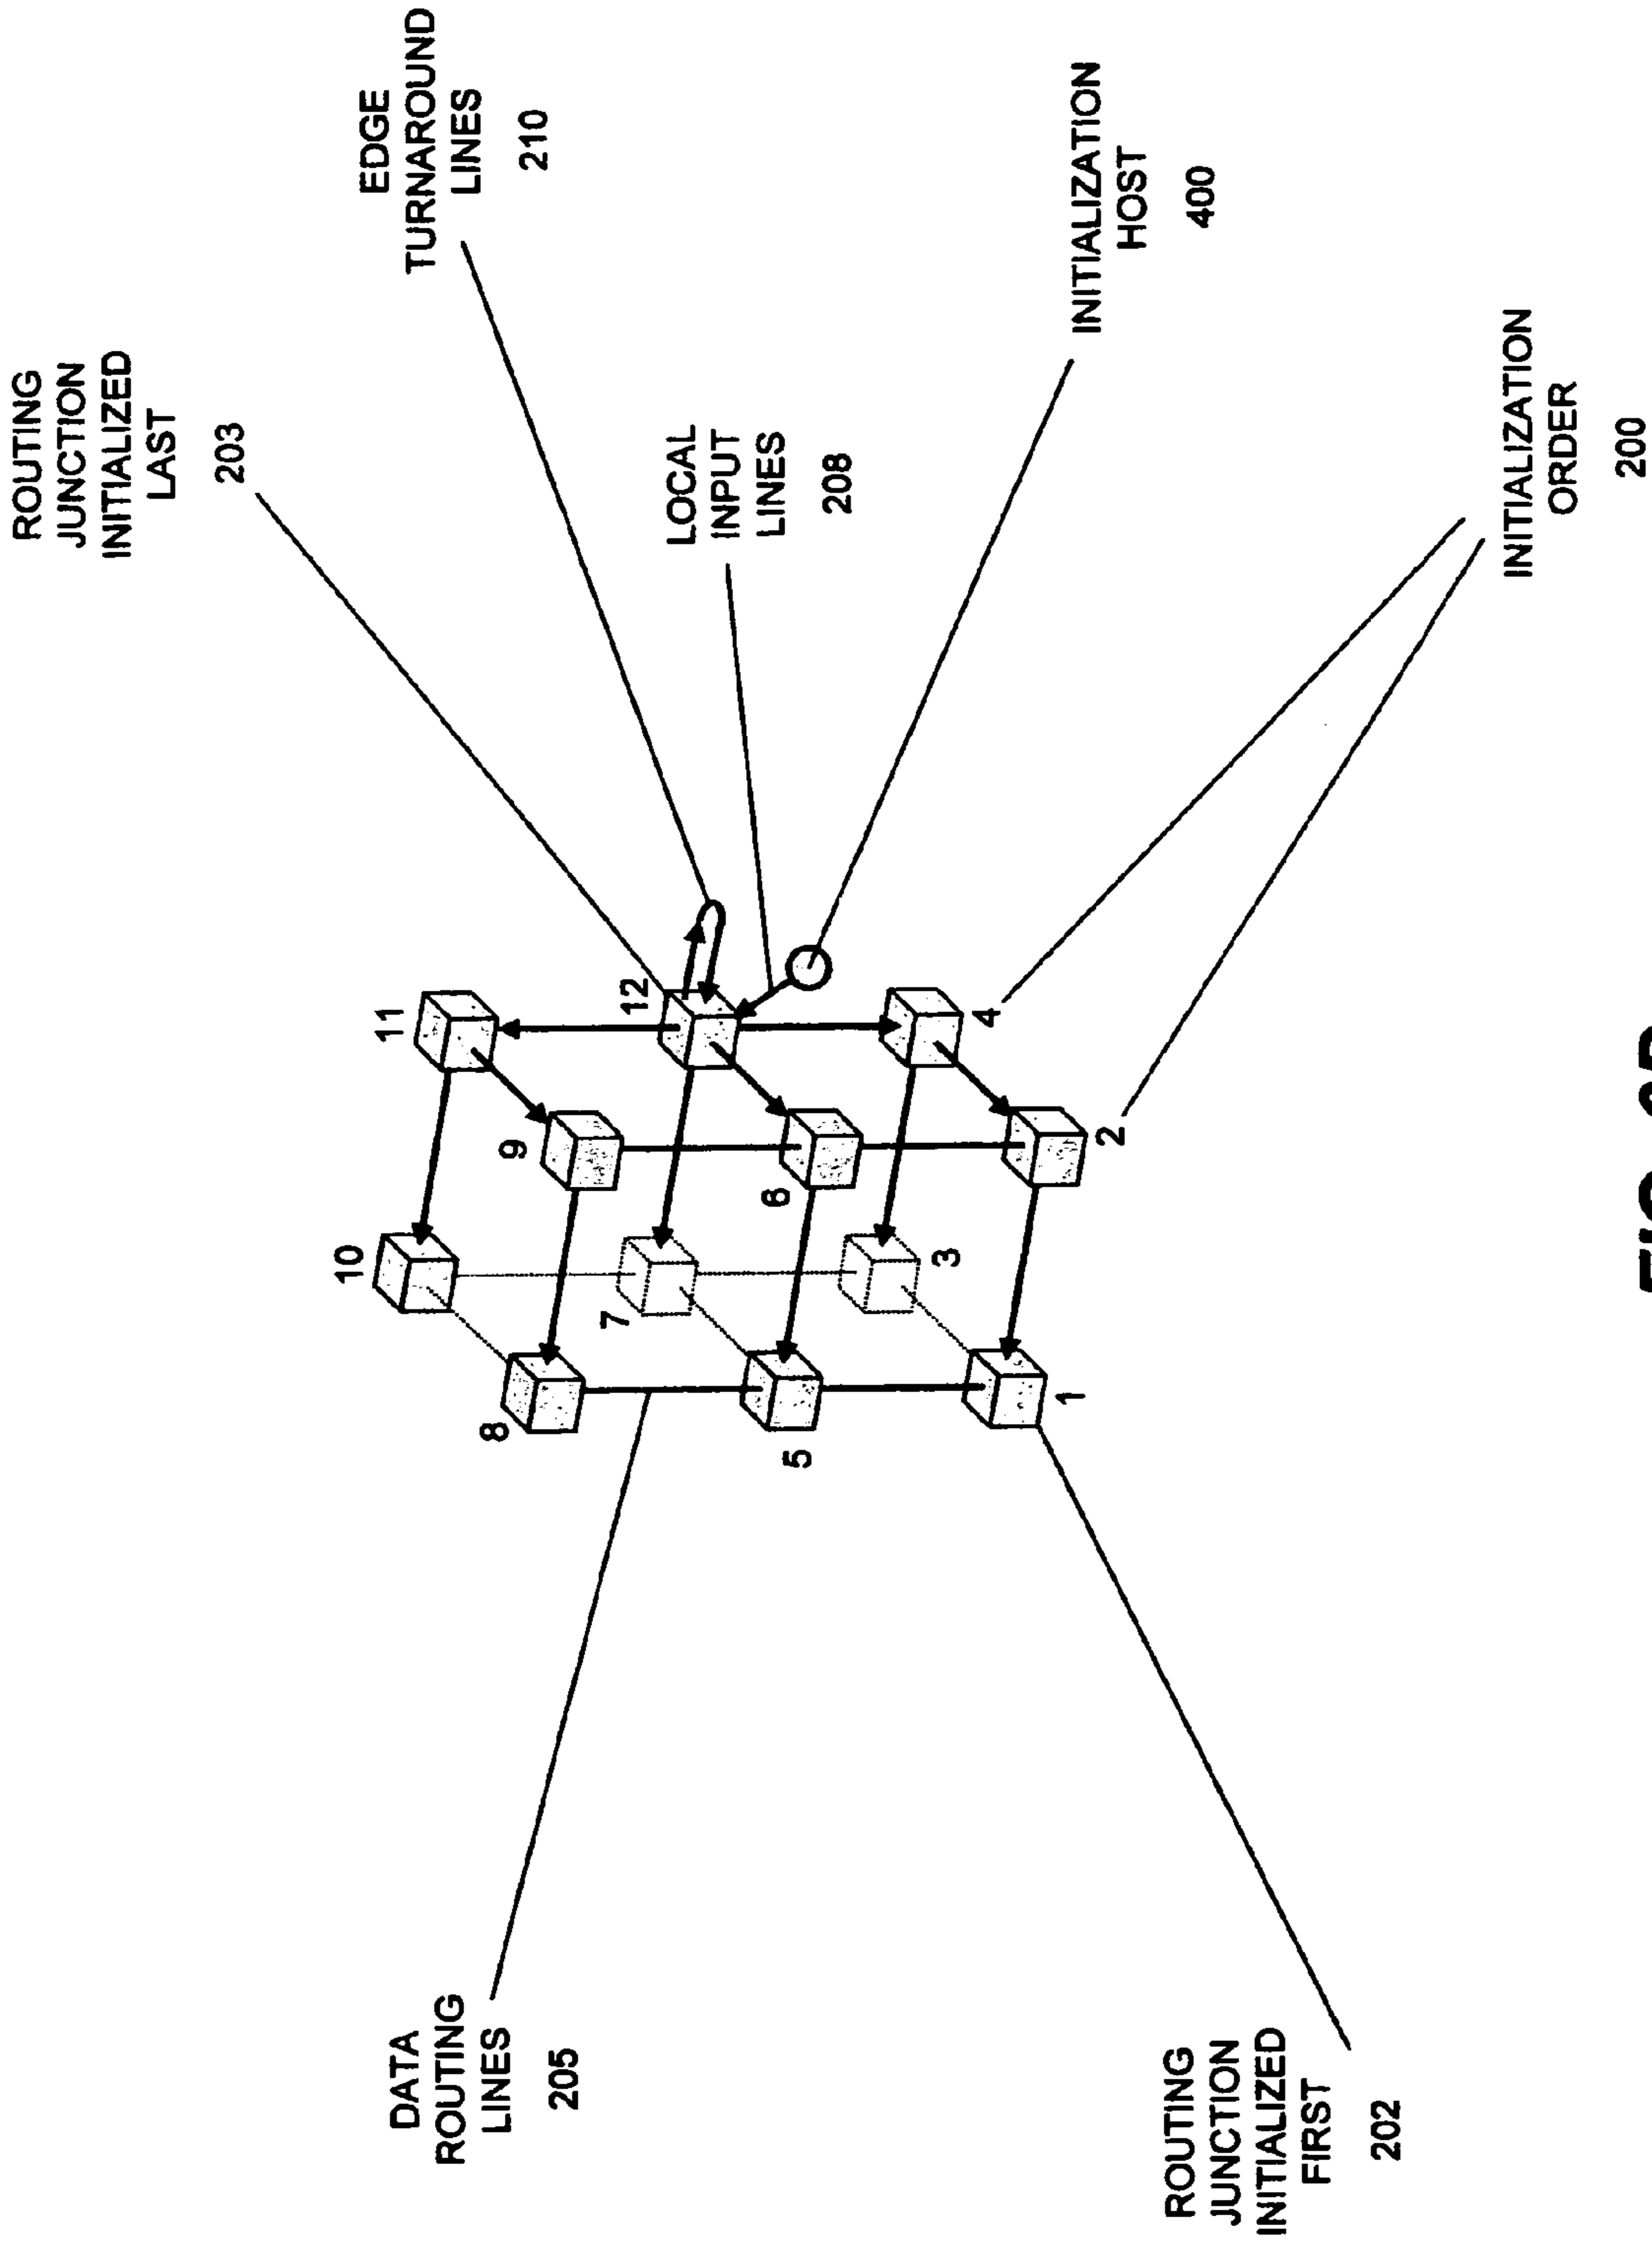 ROUTING
JUNCTION
INITIALIZED
LAST
203
EDGE
TURNAROUND
LINES
210
DATA
ROUTING
LINES
205
LOCAL
INPUT
LINES
208
10
11
8
9
7
12
5
6
3
4
1
2
INITIALIZATION
HOST
400
ROUTING
JUNCTION
INITIALIZED
FIRST
202
INITIALIZATION
ORDER
200